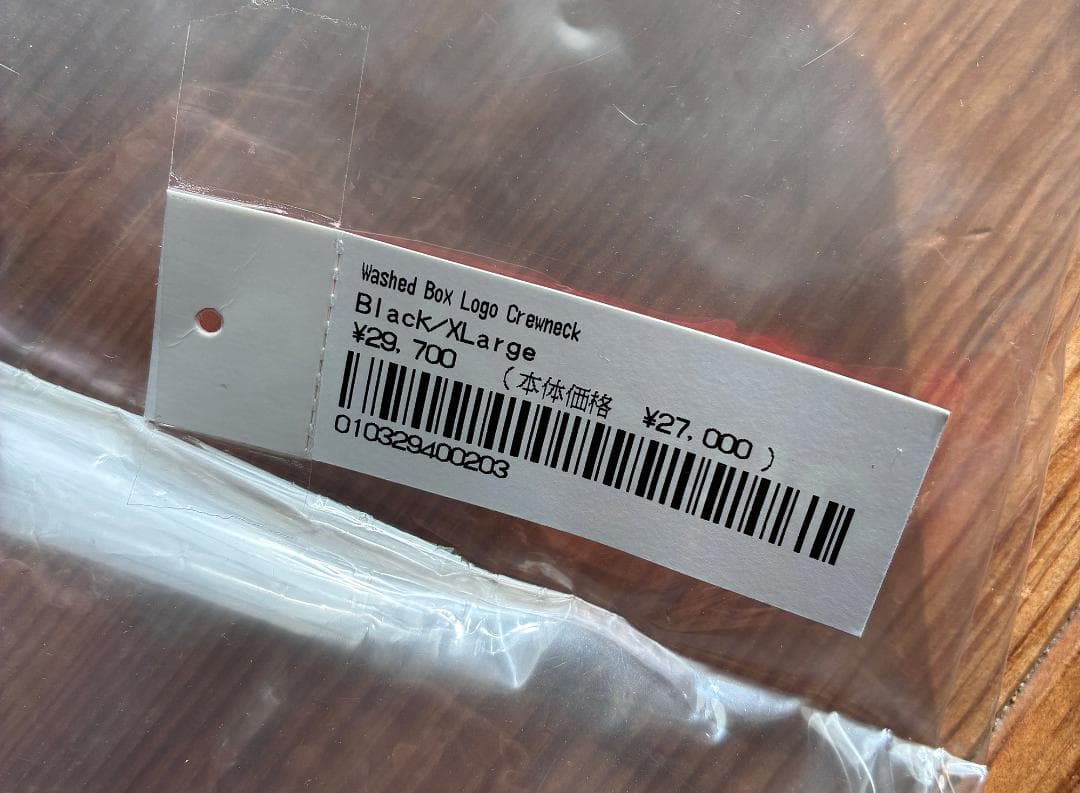 Washed Box Logo Crewneck
Black/XLarge
¥29,700 (本体価格 ¥27,000)
010329400203